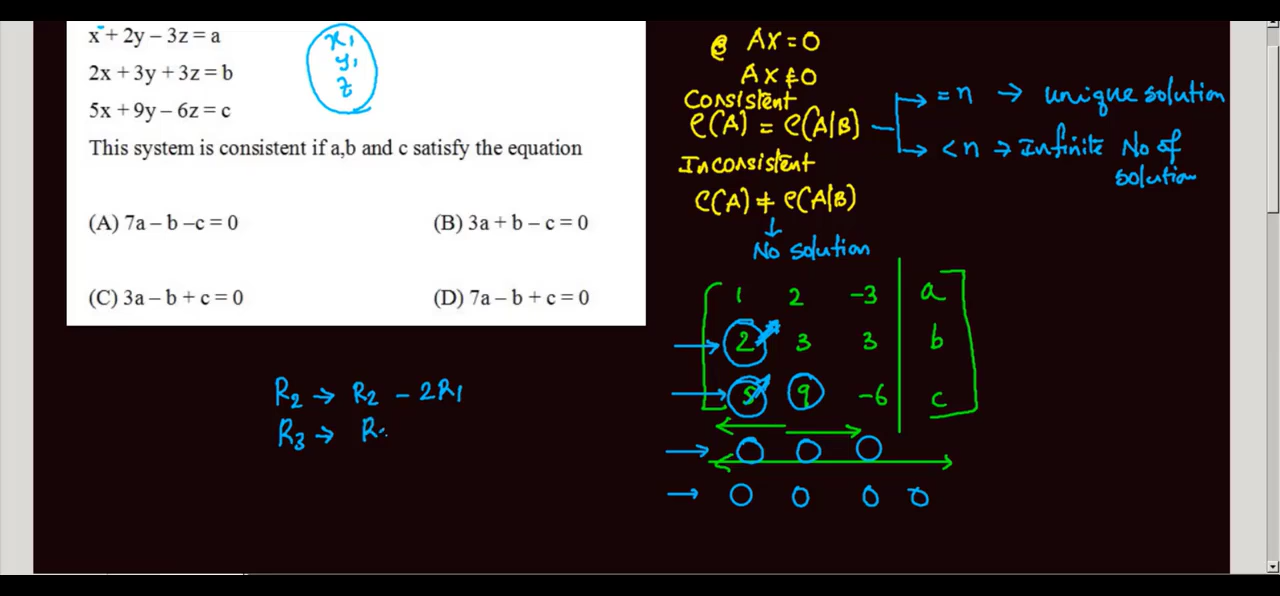 x + 2y − 3z = a
2x + 3y + 3z = b
5x + 9y − 6z = c
This system is consistent if a,b and c satisfy the equation
(A) 7a − b −c = 0
(B) 3a + b − c = 0
(C) 3a − b + c = 0
(D) 7a − b + c = 0
x1
y1
z
AX = 0
AX ≠ 0
Consistent
ρ(A) = ρ(A|B)
= n → unique solution
< n → Infinite No of
solution
Inconsistent
ρ(A) ≠ ρ(A|B)
↓
No solution
1 2 -3 a
2 3 3 b
5 9 -6 c
0 0 0
→ 0 0 0 0
R2 → R2 - 2R1
R3 → R